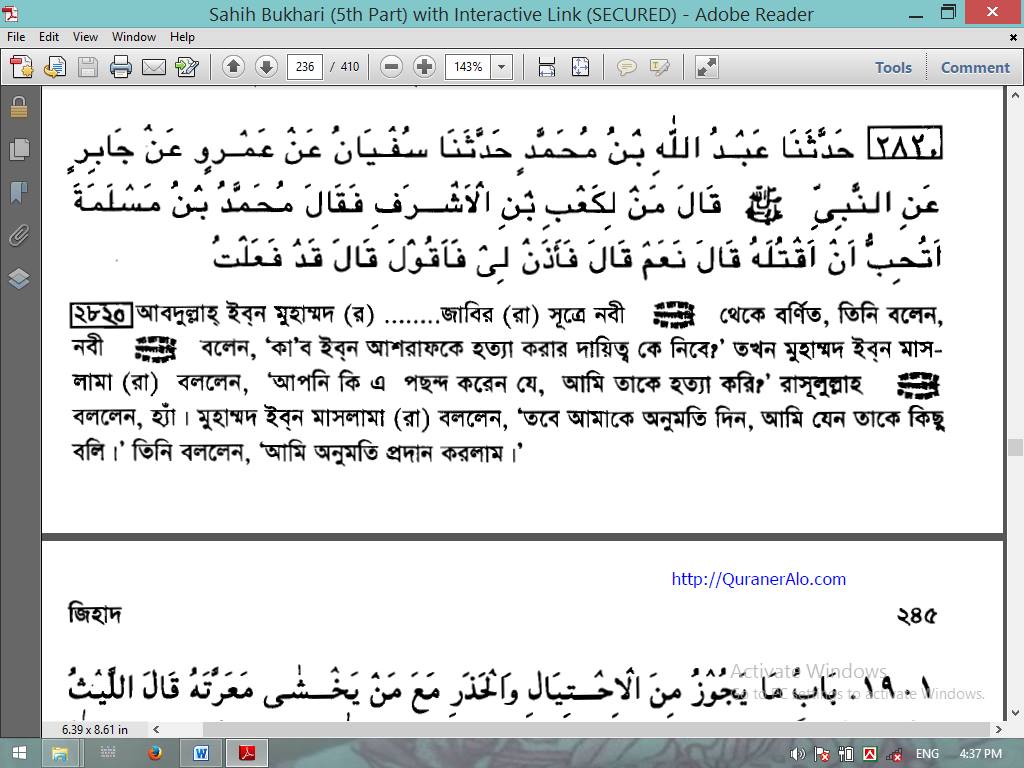 Sahih Bukhari (5th Part) with Interactive Link (SECURED) - Adobe Reader
File Edit View Window Help
236 / 410 143% Tools Comment
٢٨٢٠ حَدَّثَنَا عَبْدُ اللّٰهِ بْنُ مُحَمَّدٍ حَدَّثَنَا سُفْيَانُ عَنْ عَمْرٍو عَنْ جَابِرٍ
عَنِ النَّبِىِّ ﷺ قَالَ مَنْ لِكَعْبِ بْنِ الْاَشْرَفِ فَقَالَ مُحَمَّدُ بْنُ مَسْلَمَةَ
اَتُحِبُّ اَنْ اَقْتُلَهُ قَالَ نَعَمْ قَالَ فَأْذَنْ لِىْ فَاَقُوْلَ قَالَ قَدْ فَعَلْتُ
২৮২০ আবদুল্লাহ্ ইব্‌ন মুহাম্মদ (র) ........জাবির (রা) সূত্রে নবী ﷺ থেকে বর্ণিত, তিনি বলেন,
নবী ﷺ বলেন, ‘কা’ব ইব্‌ন আশরাফকে হত্যা করার দায়িত্ব কে নিবে?’ তখন মুহাম্মদ ইব্‌ন মাস-
লামা (রা) বললেন, ‘আপনি কি এ পছন্দ করেন যে, আমি তাকে হত্যা করি?’ রাসূলুল্লাহ ﷺ
বললেন, হ্যাঁ। মুহাম্মদ ইব্‌ন মাসলামা (রা) বললেন, ‘তবে আমাকে অনুমতি দিন, আমি যেন তাকে কিছু
বলি।’ তিনি বললেন, ‘আমি অনুমতি প্রদান করলাম।’
http://QuranerAlo.com
জিহাদ ২৪৫
١٩٠١. بَابُ مَا يَجُوْزُ مِنَ الْاِحْتِيَالِ وَالْحَذَرِ مَعَ مَنْ يَخْشٰى مَعَرَّتَهُ قَالَ اللَّيْثُ
Activate Windows
Go to PC settings to activate Windows.
6.39 x 8.61 in
ENG 4:37 PM